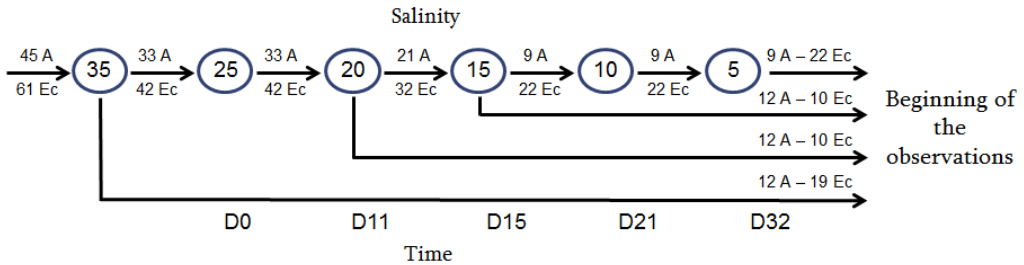 Salinity
45 A 33 A 33 A 21 A 9 A 9 A 9 A – 22 Ec
35 25 20 15 10 5
61 Ec 42 Ec 42 Ec 32 Ec 22 Ec 22 Ec
12 A – 10 Ec
Beginning of
the
observations
12 A – 10 Ec
12 A – 19 Ec
D0 D11 D15 D21 D32
Time